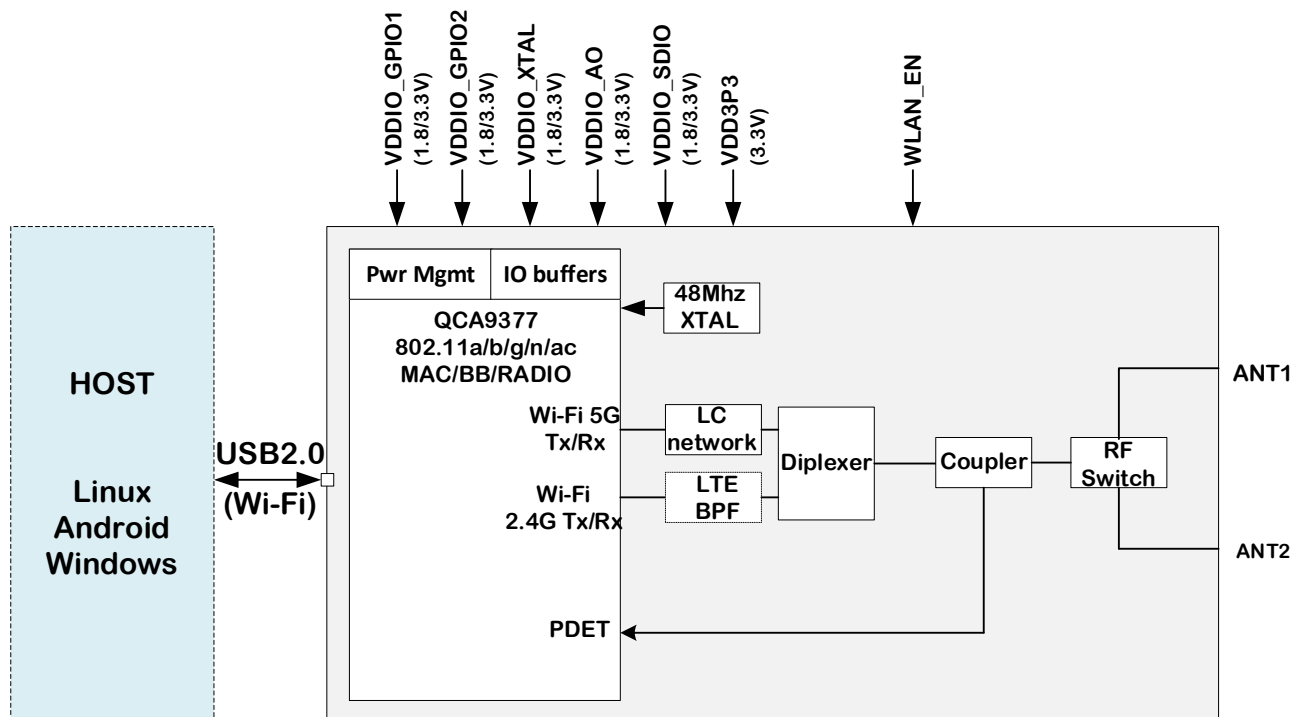 VDDIO_GPIO1
(1.8/3.3V)
VDDIO_GPIO2
(1.8/3.3V)
VDDIO_XTAL
(1.8/3.3V)
VDDIO_AO
(1.8/3.3V)
VDDIO_SDIO
(1.8/3.3V)
VDD3P3
(3.3V)
WLAN_EN
HOST
Linux
Android
Windows
USB2.0
(Wi-Fi)
Pwr Mgmt
IO buffers
QCA9377
802.11a/b/g/n/ac
MAC/BB/RADIO
48Mhz
XTAL
Wi-Fi 5G
Tx/Rx
LC
network
Wi-Fi
2.4G Tx/Rx
LTE
BPF
Diplexer
Coupler
RF
Switch
ANT1
ANT2
PDET